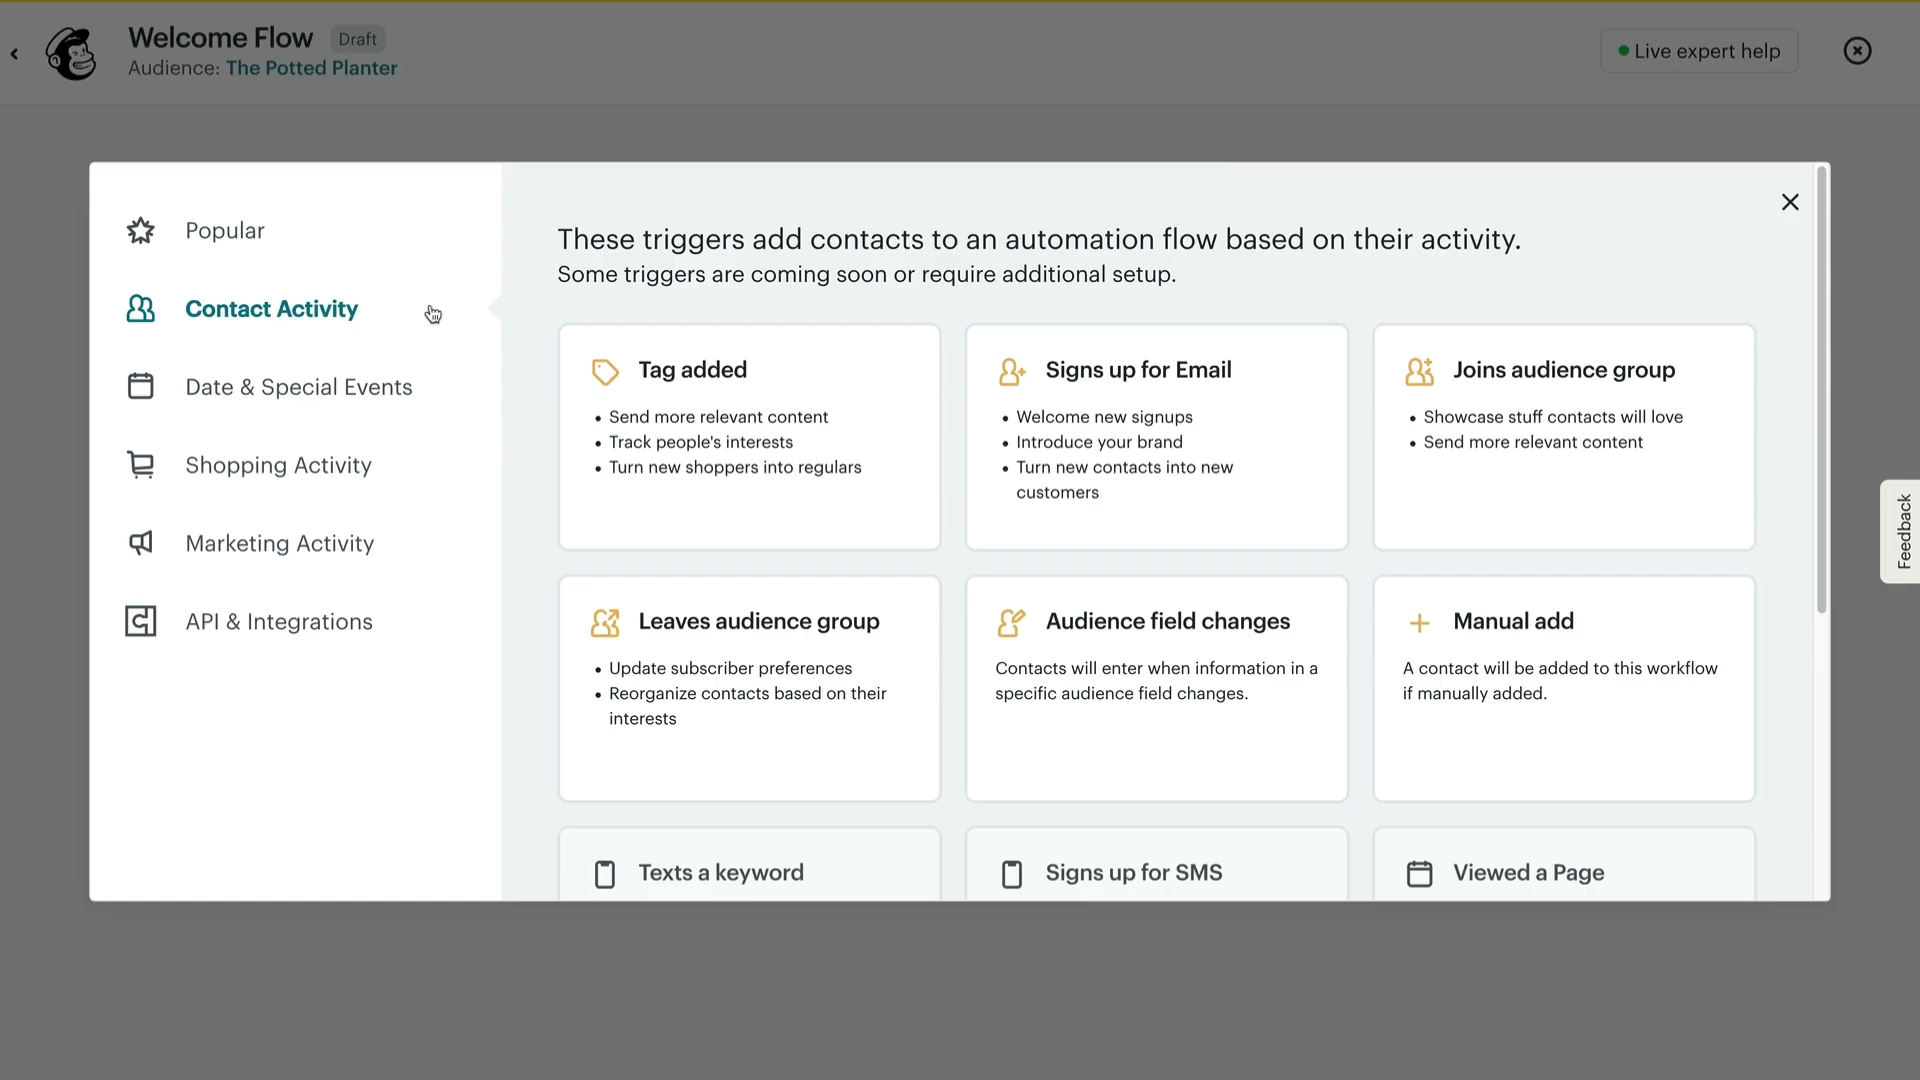 Welcome Flow Draft
Audience: The Potted Planter
Live expert help
Popular
Contact Activity
Date & Special Events
Shopping Activity
Marketing Activity
API & Integrations
These triggers add contacts to an automation flow based on their activity.
Some triggers are coming soon or require additional setup.
Tag added
• Send more relevant content
• Track people's interests
• Turn new shoppers into regulars
Signs up for Email
• Welcome new signups
• Introduce your brand
• Turn new contacts into new
customers
Joins audience group
• Showcase stuff contacts will love
• Send more relevant content
Leaves audience group
• Update subscriber preferences
• Reorganize contacts based on their
interests
Audience field changes
Contacts will enter when information in a
specific audience field changes.
Manual add
A contact will be added to this workflow
if manually added.
Texts a keyword
Signs up for SMS
Viewed a Page
Feedback